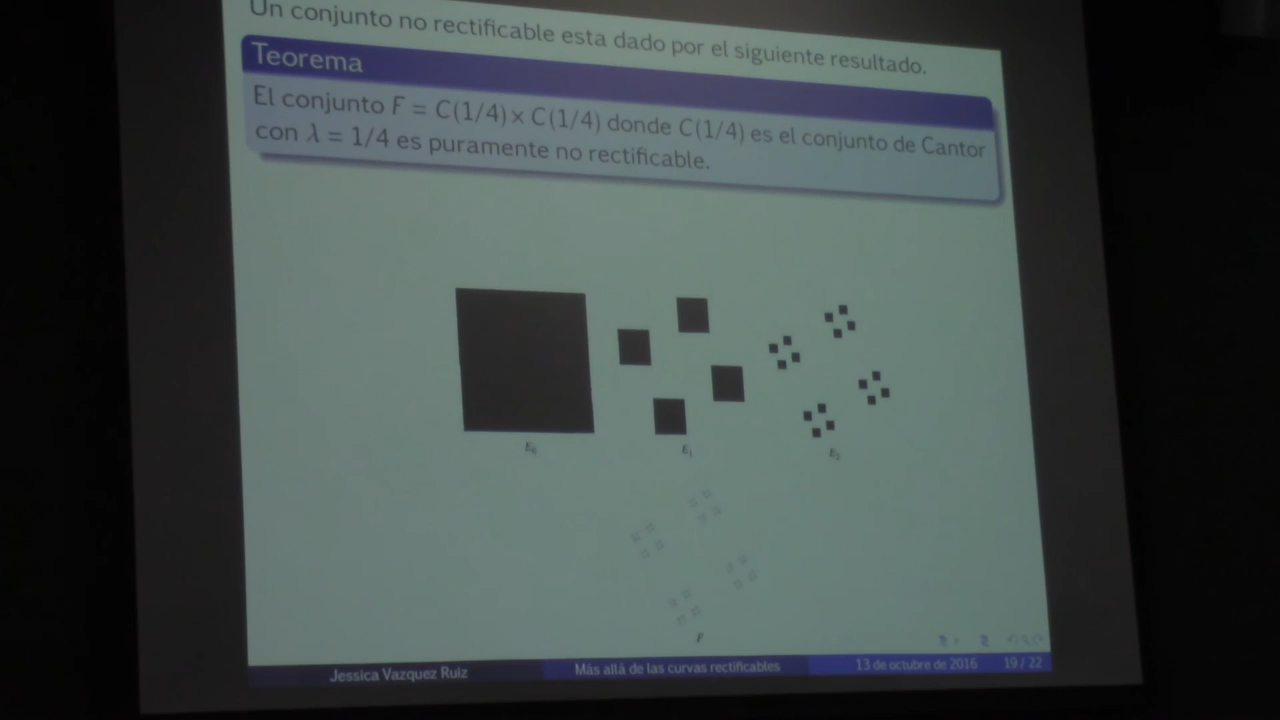 Un conjunto no rectificable esta dado por el siguiente resultado.
Teorema
El conjunto F = C(1/4) × C(1/4) donde C(1/4) es el conjunto de Cantor
con λ = 1/4 es puramente no rectificable.
E₀ E₁ E₂
F
Jessica Vazquez Ruiz Más allá de las curvas rectificables 13 de octubre de 2016 19 / 22